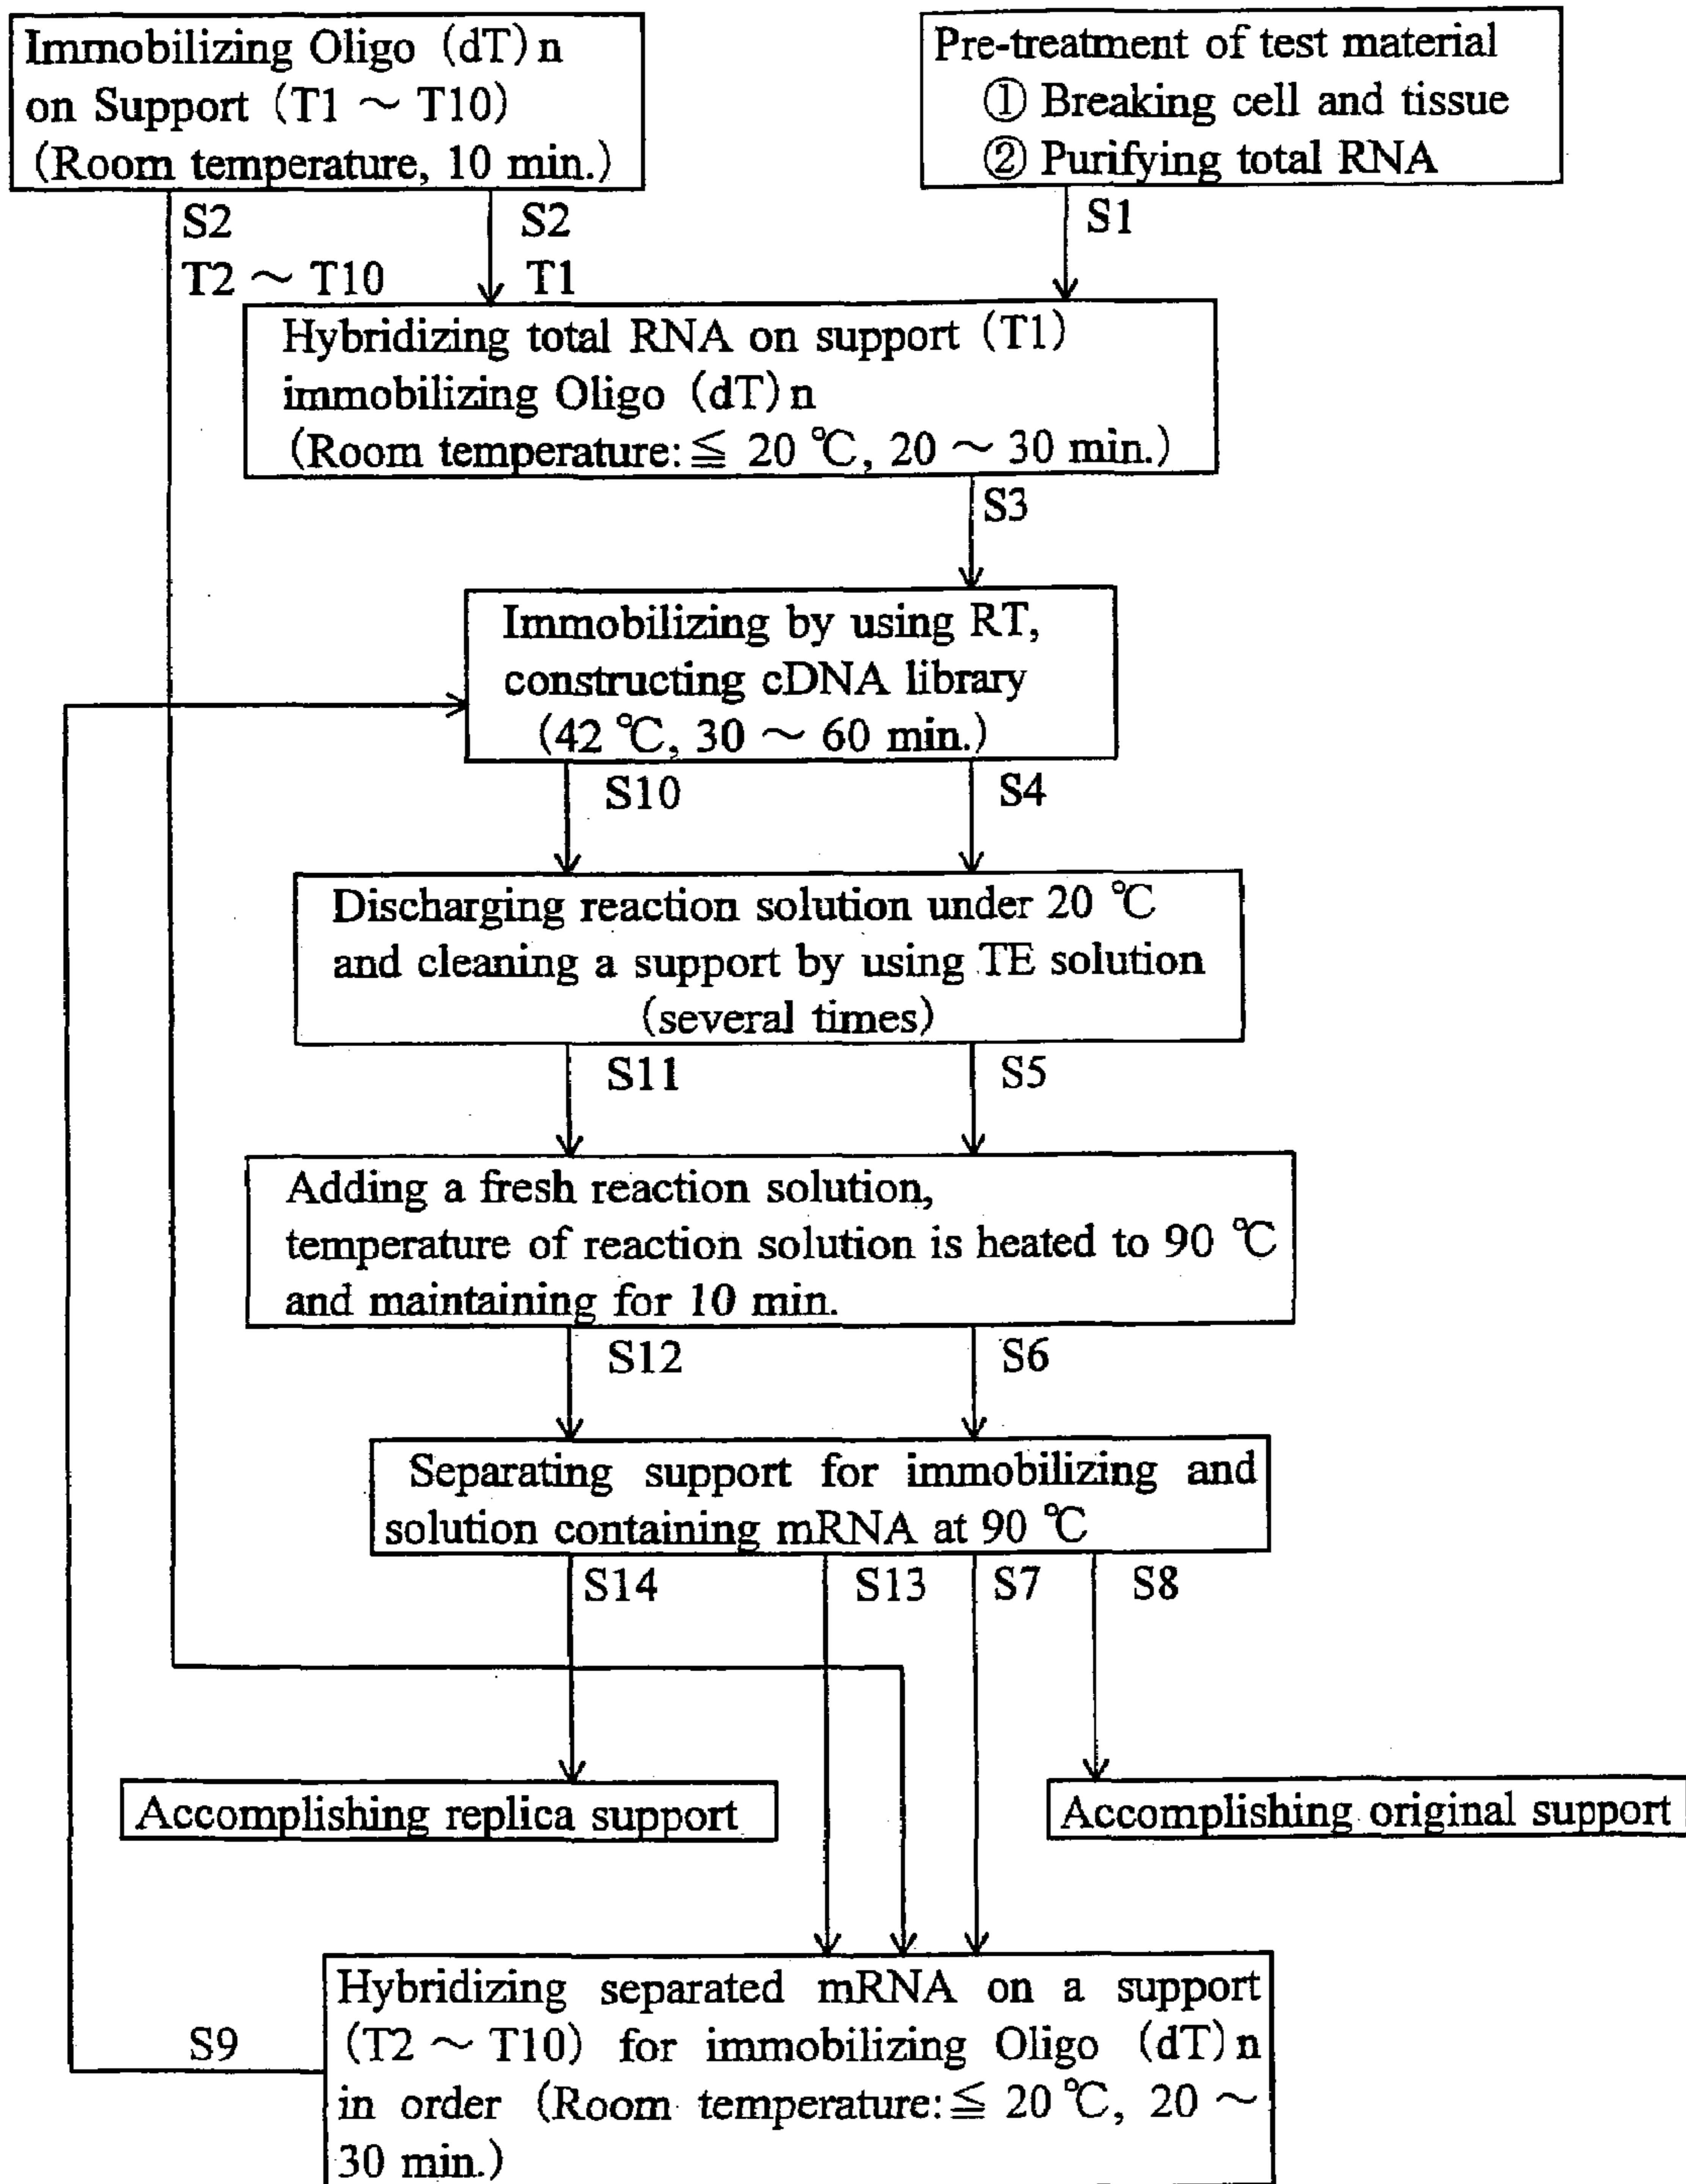 Immobilizing Oligo (dT)n
on Support (T1 ～ T10)
(Room temperature, 10 min.)
Pre-treatment of test material
① Breaking cell and tissue
② Purifying total RNA
S2
T2 ～ T10
S2
T1
S1
Hybridizing total RNA on support (T1)
immobilizing Oligo (dT)n
(Room temperature:≦ 20 ℃, 20 ～ 30 min.)
S3
Immobilizing by using RT,
constructing cDNA library
(42 ℃, 30 ～ 60 min.)
S10
S4
Discharging reaction solution under 20 ℃
and cleaning a support by using TE solution
(several times)
S11
S5
Adding a fresh reaction solution,
temperature of reaction solution is heated to 90 ℃
and maintaining for 10 min.
S12
S6
Separating support for immobilizing and
solution containing mRNA at 90 ℃
S14
S13
S7
S8
Accomplishing replica support
Accomplishing original support
Hybridizing separated mRNA on a support
(T2 ～ T10) for immobilizing Oligo (dT)n
in order (Room temperature:≦ 20 ℃, 20 ～
30 min.)
S9